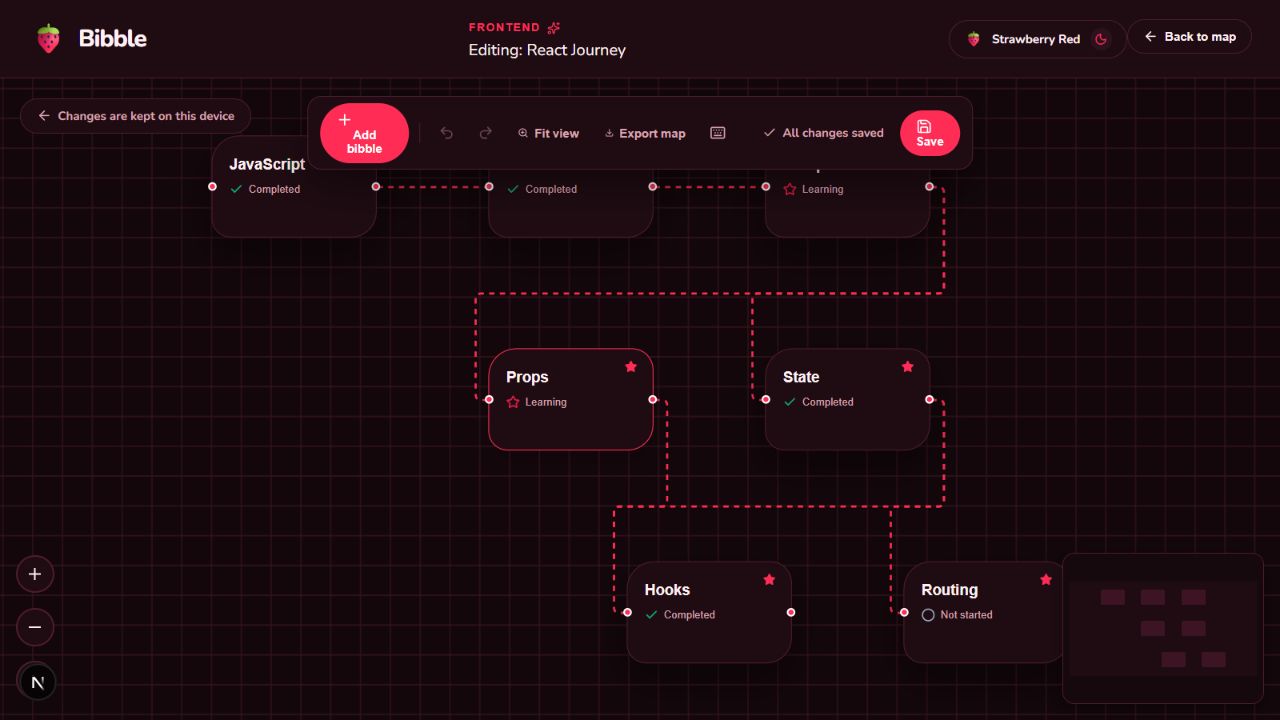 Bibble
FRONTEND
Editing: React Journey
Strawberry Red
Back to map
Changes are kept on this device
Add
bibble
Fit view
Export map
All changes saved
Save
JavaScript
Completed
Completed
Learning
Props
Learning
State
Completed
Hooks
Completed
Routing
Not started
N